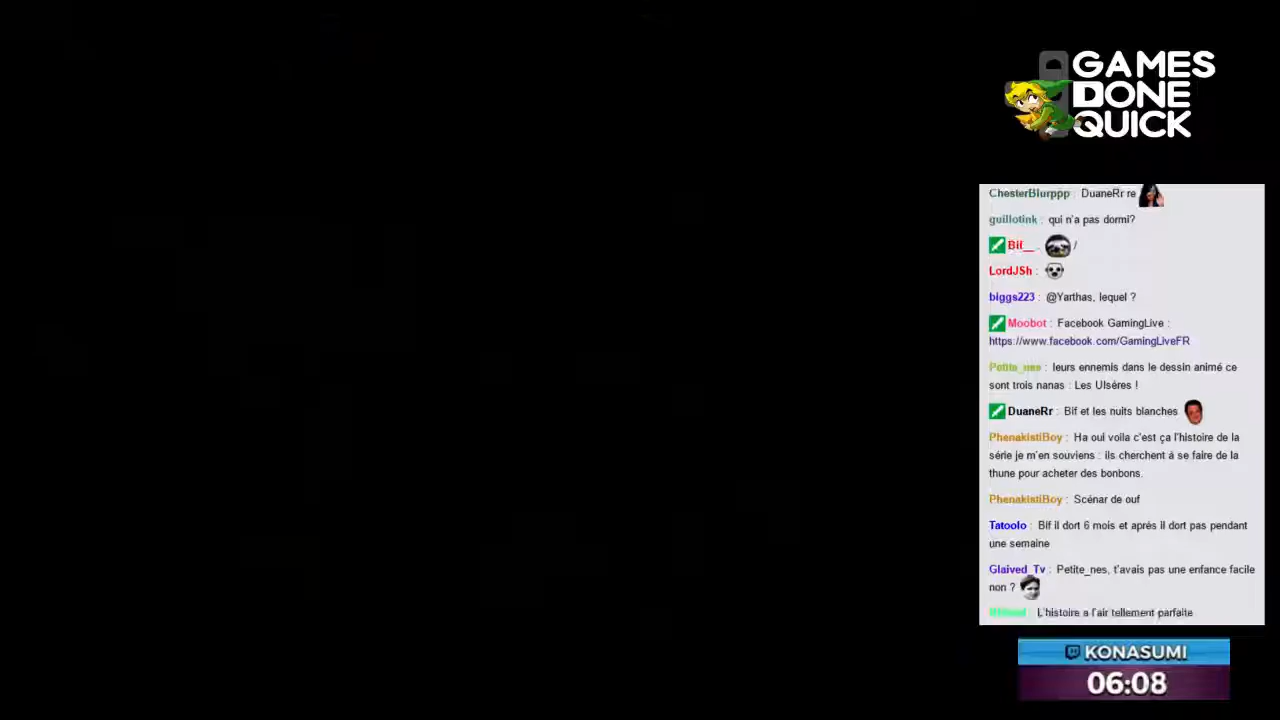 GAMES
DONE
QUICK
ChesterBlurppp : DuaneRr re
guillotink : qui n'a pas dormi?
Bif__ : /
LordJSh :
biggs223 : @Yarthas, lequel ?
Moobot : Facebook GamingLive :
https://www.facebook.com/GamingLiveFR
Petite_nes : leurs ennemis dans le dessin animé ce
sont trois nanas : Les Ulsères !
DuaneRr : Bif et les nuits blanches
PhenakistiBoy : Ha oui voila c'est ça l'histoire de la
série je m'en souviens : ils cherchent à se faire de la
thune pour acheter des bonbons.
PhenakistiBoy : Scénar de ouf
Tatoolo : Bif il dort 6 mois et après il dort pas pendant
une semaine
Glaived_Tv : Petite_nes, t'avais pas une enfance facile
non ?
: L'histoire a l'air tellement parfaite
KONASUMI
06:08